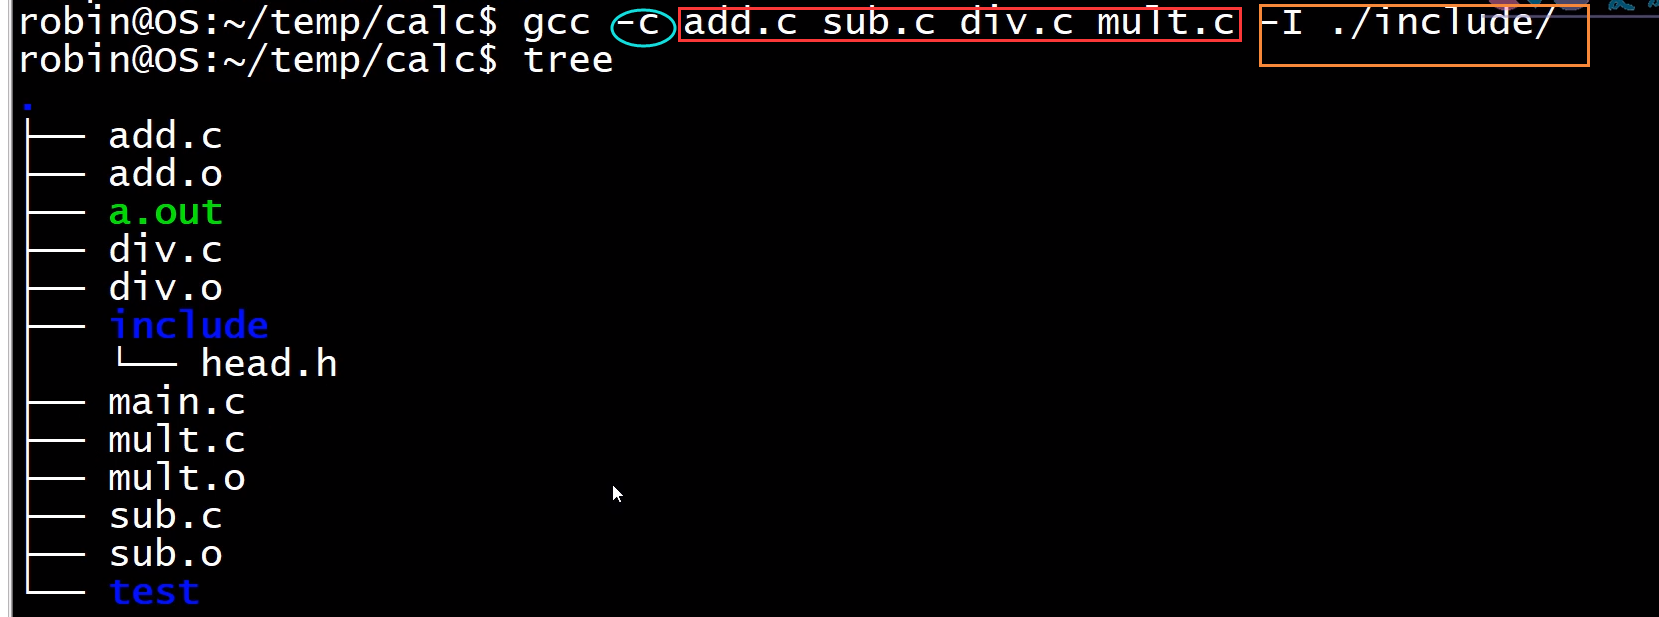 robin@OS:~/temp/calc$ gcc -c add.c sub.c div.c mult.c -I ./include/
robin@OS:~/temp/calc$ tree
.
├── add.c
├── add.o
├── a.out
├── div.c
├── div.o
├── include
│   └── head.h
├── main.c
├── mult.c
├── mult.o
├── sub.c
├── sub.o
└── test